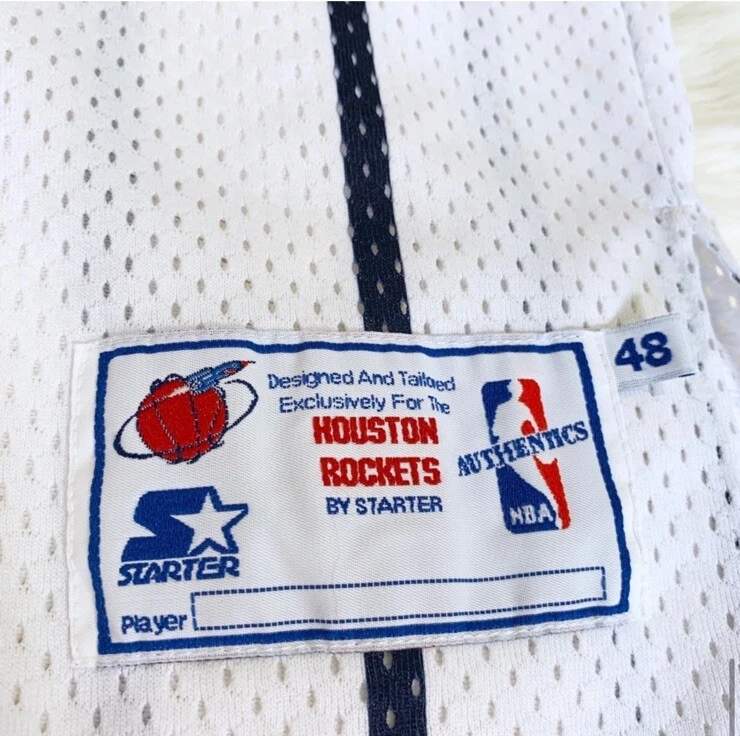 Designed And Tailored
Exclusively For The
HOUSTON
ROCKETS
BY STARTER
AUTHENTICS
NBA
48
STARTER
Player